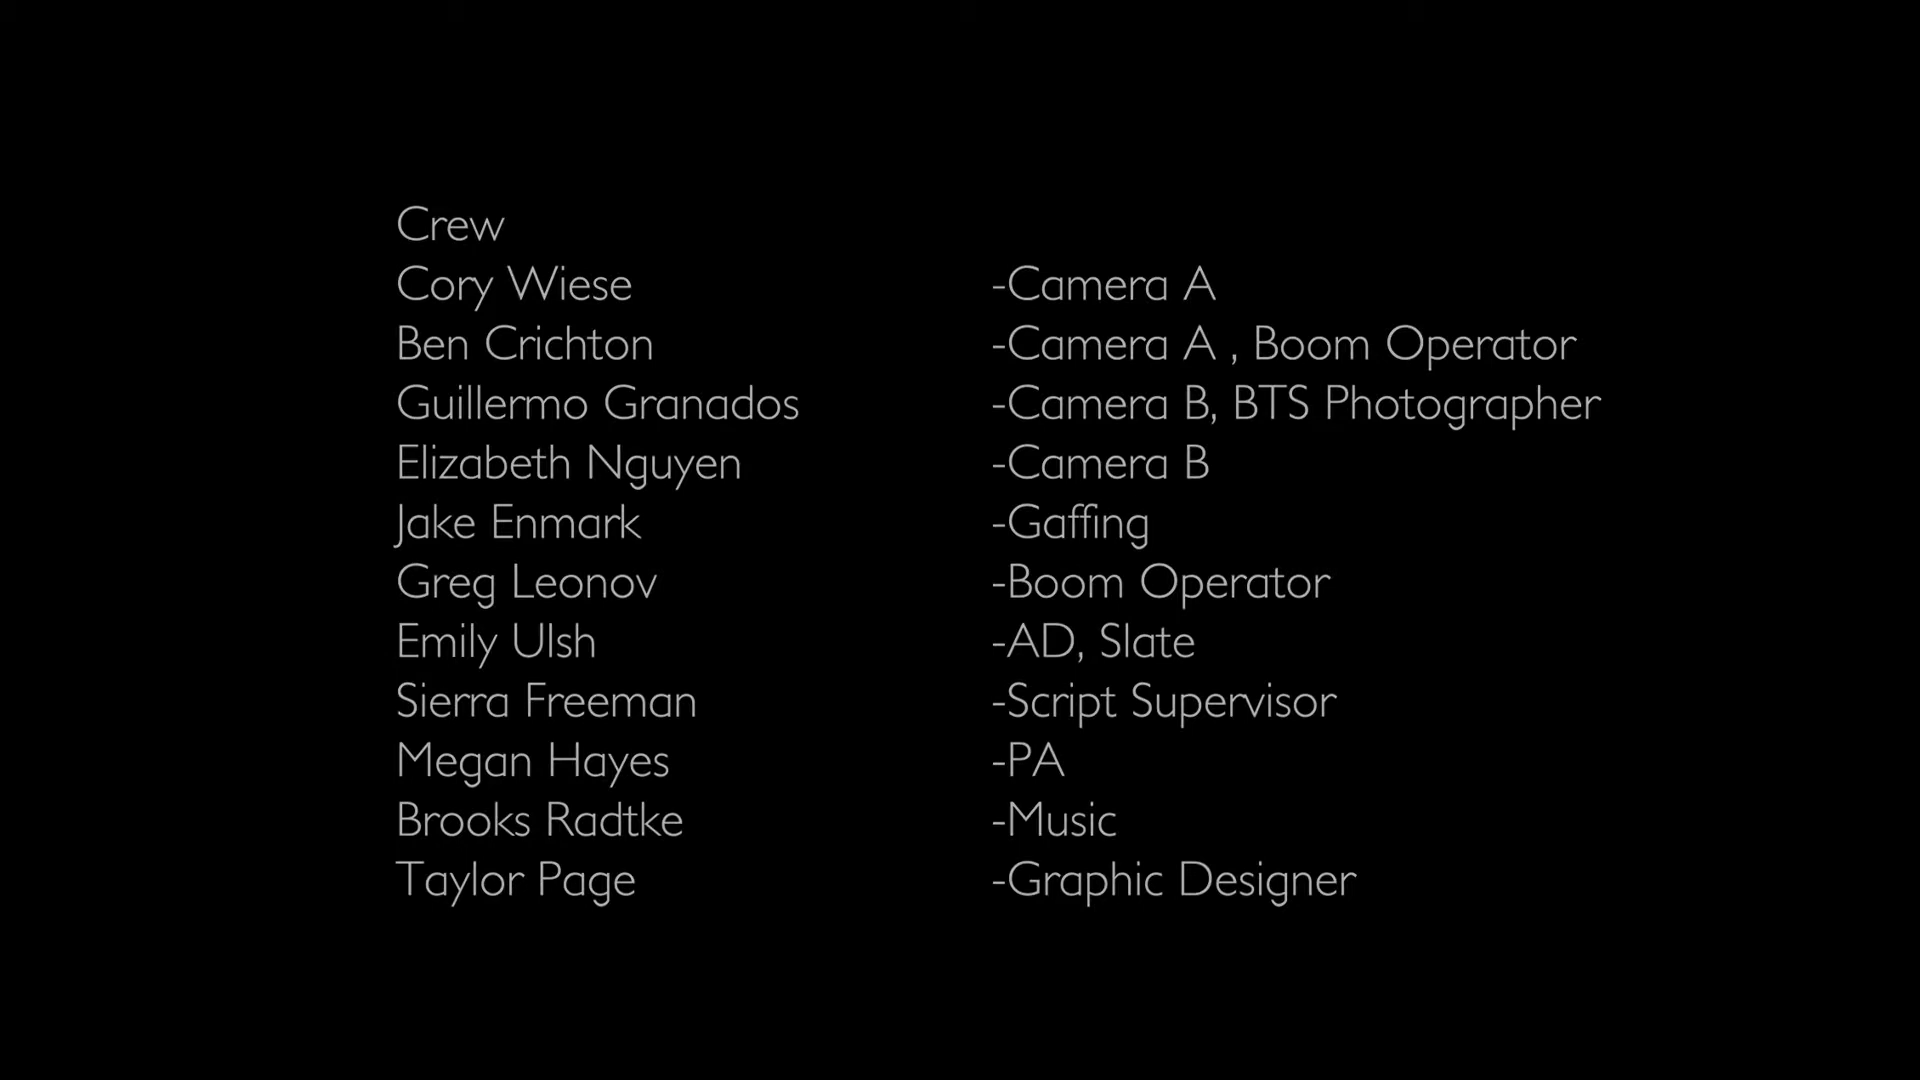 Crew
Cory Wiese -Camera A
Ben Crichton -Camera A , Boom Operator
Guillermo Granados -Camera B, BTS Photographer
Elizabeth Nguyen -Camera B
Jake Enmark -Gaffing
Greg Leonov -Boom Operator
Emily Ulsh -AD, Slate
Sierra Freeman -Script Supervisor
Megan Hayes -PA
Brooks Radtke -Music
Taylor Page -Graphic Designer